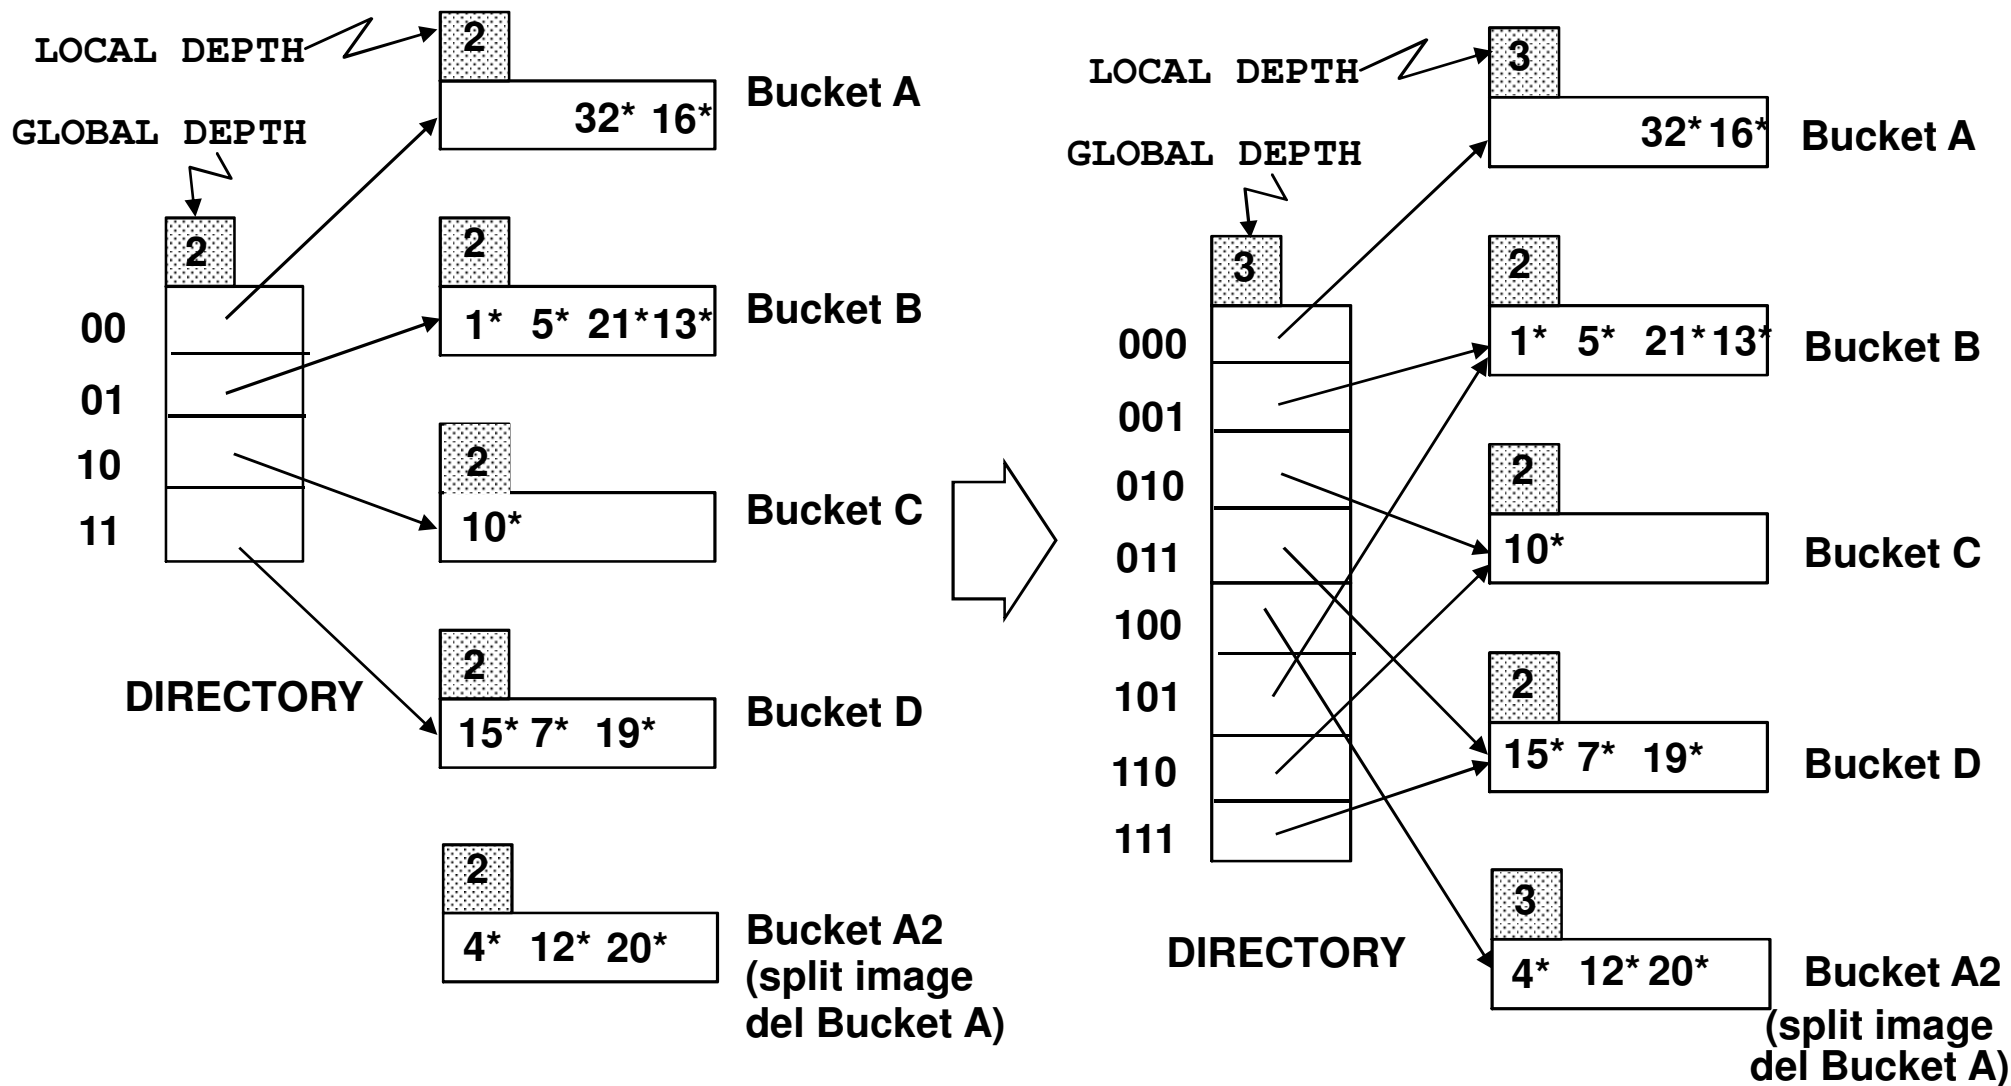 LOCAL DEPTH
2
32* 16*
Bucket A
GLOBAL DEPTH
2
00
01
10
11
2
1* 5* 21* 13*
Bucket B
2
10*
Bucket C
DIRECTORY
2
15* 7* 19*
Bucket D
2
4* 12* 20*
Bucket A2
(split image
del Bucket A)
LOCAL DEPTH
3
32* 16*
Bucket A
GLOBAL DEPTH
3
000
001
010
011
100
101
110
111
2
1* 5* 21* 13*
Bucket B
2
10*
Bucket C
2
15* 7* 19*
Bucket D
DIRECTORY
3
4* 12* 20*
Bucket A2
(split image
del Bucket A)